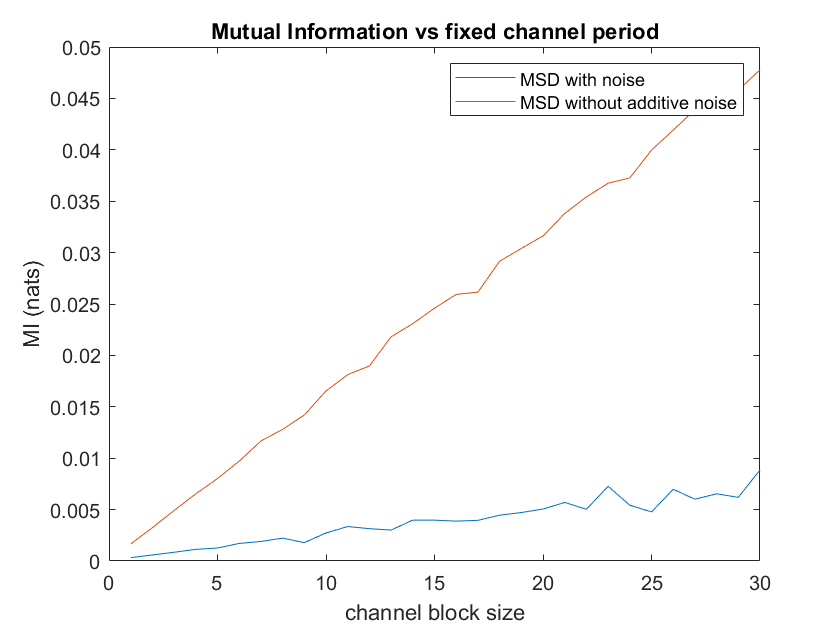 Mutual Information vs fixed channel period
MSD with noise
MSD without additive noise
0.05
0.045
0.04
0.035
0.03
0.025
0.02
0.015
0.01
0.005
0
MI (nats)
0 5 10 15 20 25 30
channel block size